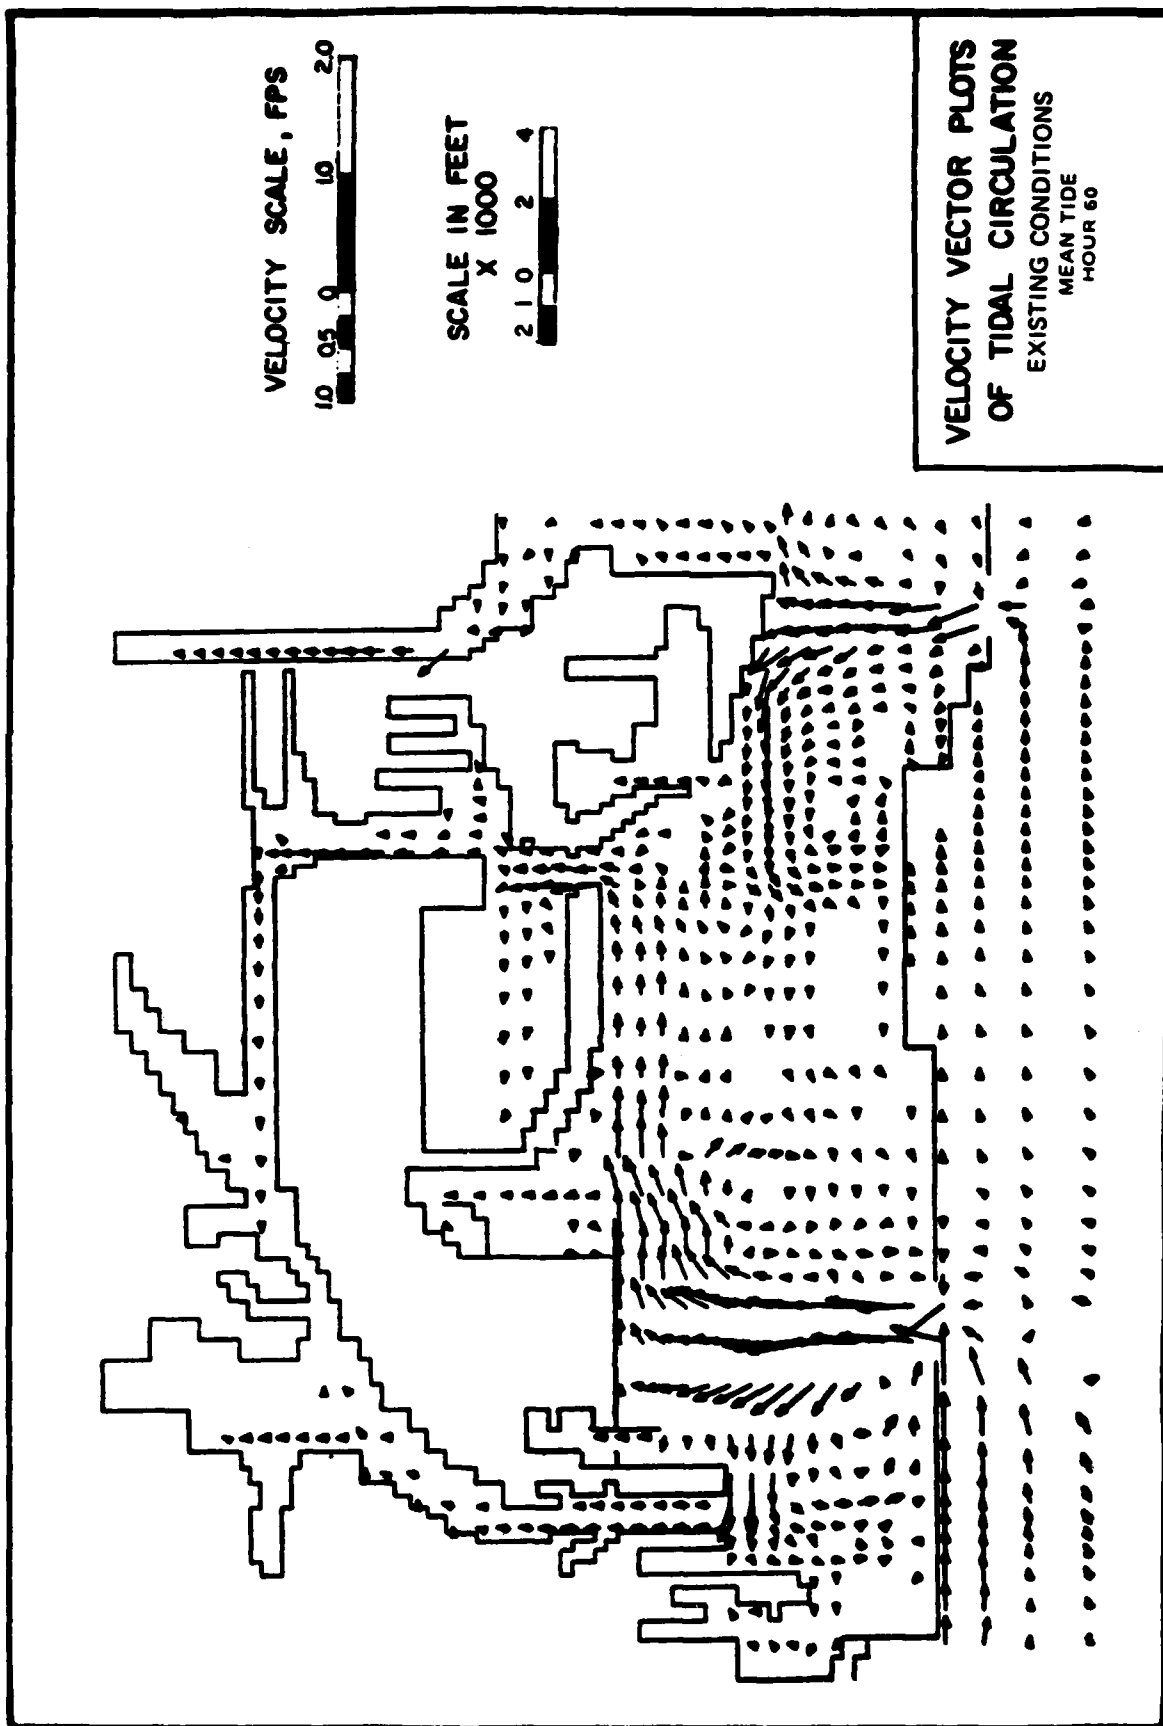 VELOCITY SCALE, FPS
1.0 0.5 0 1.0 2.0
SCALE IN FEET
X 1000
2 1 0 2 4
VELOCITY VECTOR PLOTS
OF TIDAL CIRCULATION
EXISTING CONDITIONS
MEAN TIDE
HOUR 60